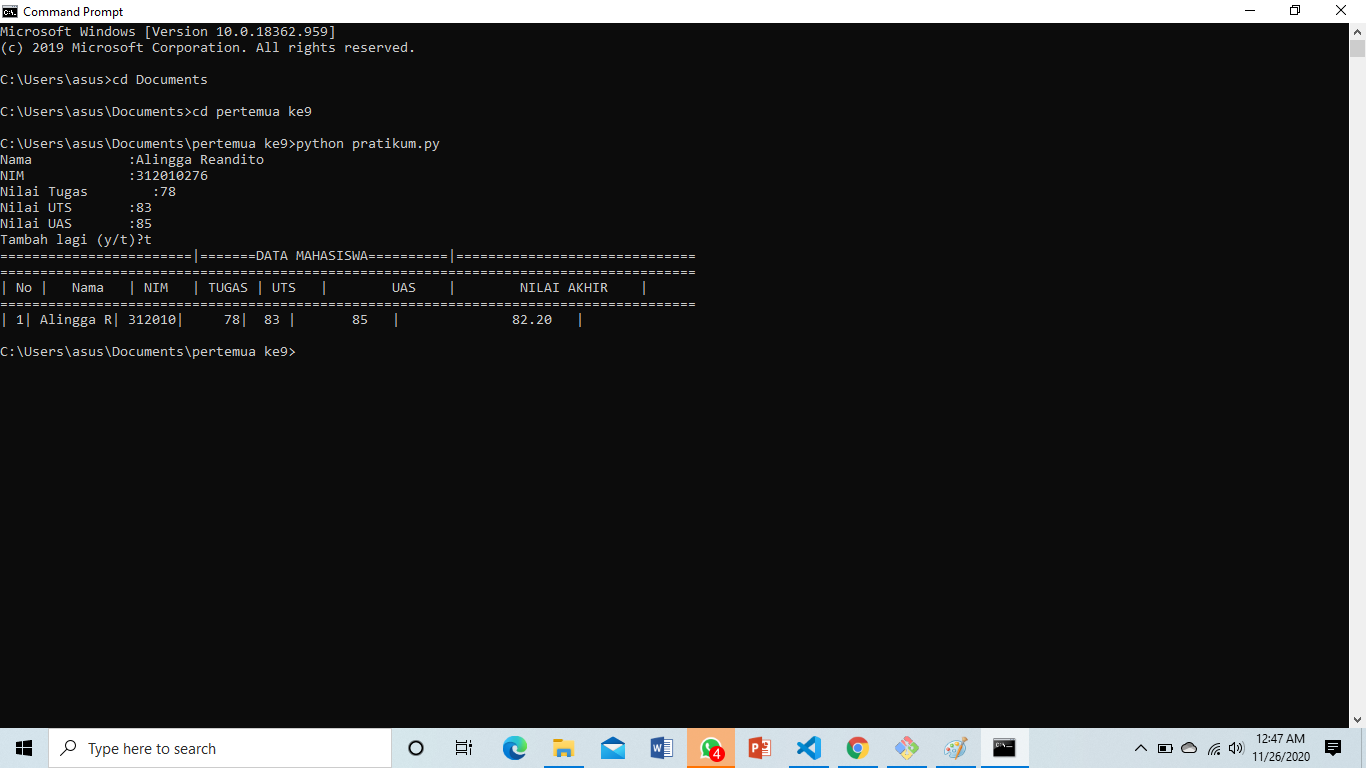 Command Prompt
Microsoft Windows [Version 10.0.18362.959]
(c) 2019 Microsoft Corporation. All rights reserved.
C:\Users\asus>cd Documents
C:\Users\asus\Documents>cd pertemua ke9
C:\Users\asus\Documents\pertemua ke9>python pratikum.py
Nama            :Alingga Reandito
NIM             :312010276
Nilai Tugas        :78
Nilai UTS       :83
Nilai UAS       :85
Tambah lagi (y/t)?t
========================|=======DATA MAHASISWA==========|==============================
=======================================================================================
| No |   Nama   | NIM   | TUGAS | UTS   |        UAS    |        NILAI AKHIR    |
=======================================================================================
| 1| Alingga R| 312010|     78|  83 |       85   |              82.20   |
C:\Users\asus\Documents\pertemua ke9>
Type here to search
4
12:47 AM
11/26/2020